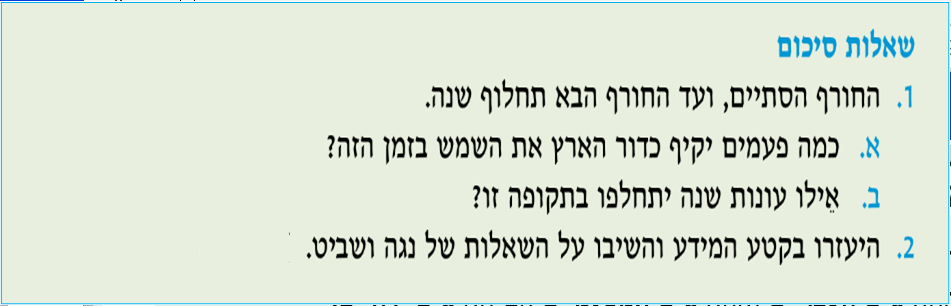 שאלות סיכום
1. החורף הסתיים, ועד החורף הבא תחלוף שנה.
א. כמה פעמים יקיף כדור הארץ את השמש בזמן הזה?
ב. אֵילו עונות שנה יתחלפו בתקופה זו?
2. היעזרו בקטע המידע והשיבו על השאלות של נגה ושביט.